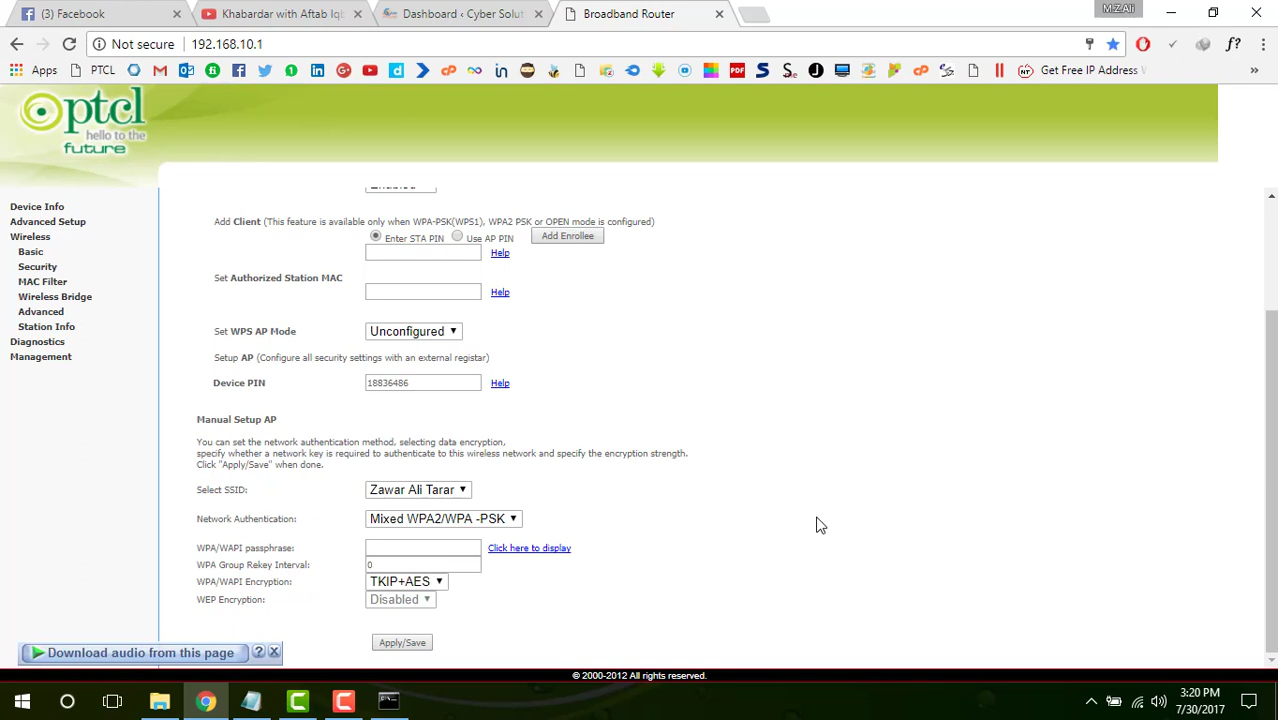 (3) Facebook
Khabardar with Aftab Iqb
Dashboard ‹ Cyber Solut
Broadband Router
M.Z.Ali
Not secure 192.168.10.1
Apps PTCL Get Free IP Address
ptcl
hello to the
future
Device Info
Advanced Setup
Wireless
Basic
Security
MAC Filter
Wireless Bridge
Advanced
Station Info
Diagnostics
Management
Enabled
Add Client (This feature is available only when WPA-PSK(WPS1), WPA2 PSK or OPEN mode is configured)
Enter STA PIN Use AP PIN Add Enrollee
Help
Set Authorized Station MAC
Help
Set WPS AP Mode Unconfigured
Setup AP (Configure all security settings with an external registar)
Device PIN 18836486 Help
Manual Setup AP
You can set the network authentication method, selecting data encryption,
specify whether a network key is required to authenticate to this wireless network and specify the encryption strength.
Click "Apply/Save" when done.
Select SSID: Zawar Ali Tarar
Network Authentication: Mixed WPA2/WPA -PSK
WPA/WAPI passphrase: Click here to display
WPA Group Rekey Interval: 0
WPA/WAPI Encryption: TKIP+AES
WEP Encryption: Disabled
Apply/Save
Download audio from this page ? X
© 2000-2012 All rights reserved.
3:20 PM
7/30/2017